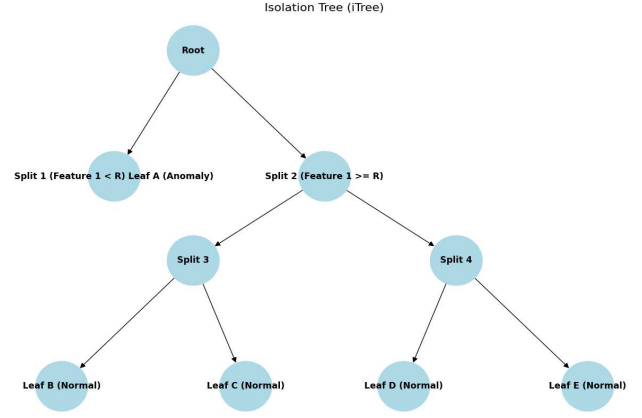 Isolation Tree (iTree)
Root
Split 1 (Feature 1 < R) Leaf A (Anomaly)
Split 2 (Feature 1 >= R)
Split 3
Split 4
Leaf B (Normal)
Leaf C (Normal)
Leaf D (Normal)
Leaf E (Normal)